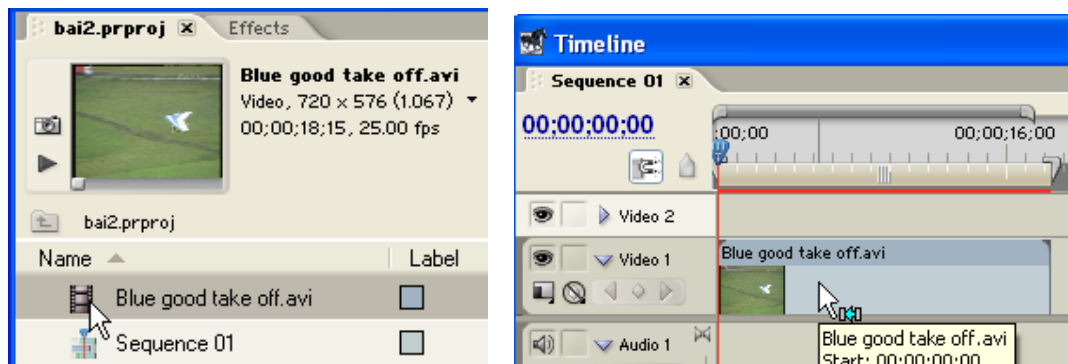 bai2.prproj
Effects
Blue good take off.avi
Video, 720 x 576 (1.067)
00;00;18;15, 25.00 fps
bai2.prproj
Name
Label
Blue good take off.avi
Sequence 01
Timeline
Sequence 01
00;00;00;00
:00;00
00;00;16;00
Video 2
Video 1
Blue good take off.avi
Audio 1
Blue good take off.avi
Start: 00;00;00;00